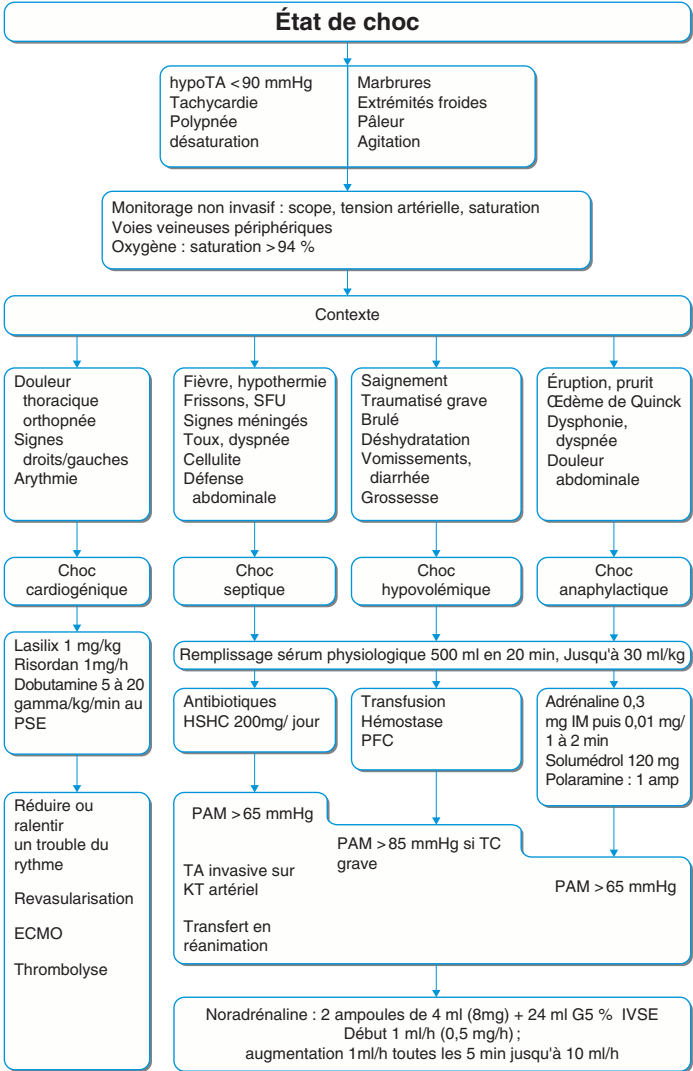 État de choc
hypoTA < 90 mmHg
Tachycardie
Polypnée
désaturation
Marbrures
Extrémités froides
Pâleur
Agitation
Monitorage non invasif : scope, tension artérielle, saturation
Voies veineuses périphériques
Oxygène : saturation > 94 %
Contexte
Douleur
thoracique
orthopnée
Signes
droits/gauches
Arythmie
Fièvre, hypothermie
Frissons, SFU
Signes méningés
Toux, dyspnée
Cellulite
Défense
abdominale
Saignement
Traumatisé grave
Brulé
Déshydratation
Vomissements,
diarrhée
Grossesse
Éruption, prurit
Œdème de Quinck
Dysphonie,
dyspnée
Douleur
abdominale
Choc
cardiogénique
Choc
septique
Choc
hypovolémique
Choc
anaphylactique
Lasilix 1 mg/kg
Risordan 1mg/h
Dobutamine 5 à 20
gamma/kg/min au
PSE
Remplissage sérum physiologique 500 ml en 20 min, Jusqu'à 30 ml/kg
Antibiotiques
HSHC 200mg/ jour
Transfusion
Hémostase
PFC
Adrénaline 0,3
mg IM puis 0,01 mg/
1 à 2 min
Solumédrol 120 mg
Polaramine : 1 amp
Réduire ou
ralentir
un trouble du
rythme
Revasularisation
ECMO
Thrombolyse
PAM > 65 mmHg
TA invasive sur
KT artériel
Transfert en
réanimation
PAM > 85 mmHg si TC
grave
PAM > 65 mmHg
Noradrénaline : 2 ampoules de 4 ml (8mg) + 24 ml G5 % IVSE
Début 1 ml/h (0,5 mg/h) ;
augmentation 1ml/h toutes les 5 min jusqu'à 10 ml/h